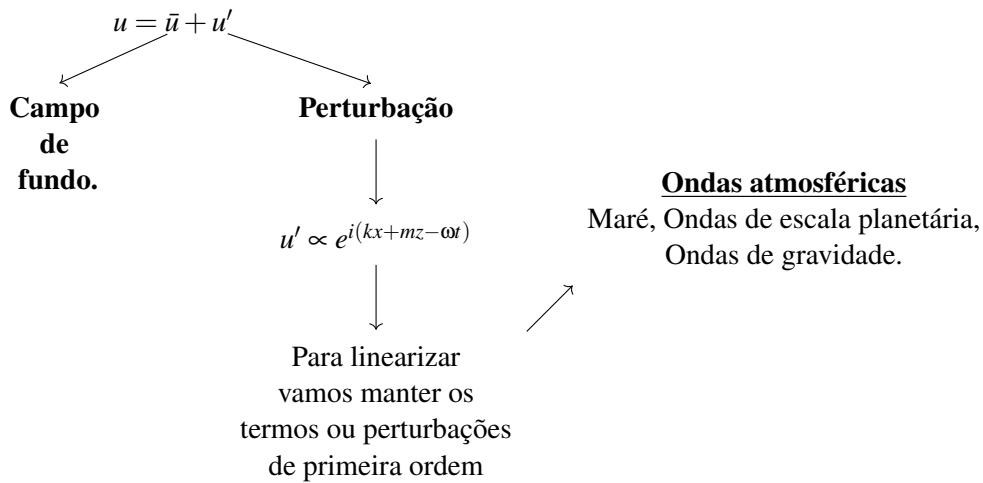 u = ū + u′
Campo
de
fundo.
Perturbação
u′ ∝ e^{i(kx+mz−ωt)}
Para linearizar
vamos manter os
termos ou perturbações
de primeira ordem
Ondas atmosféricas
Maré, Ondas de escala planetária,
Ondas de gravidade.